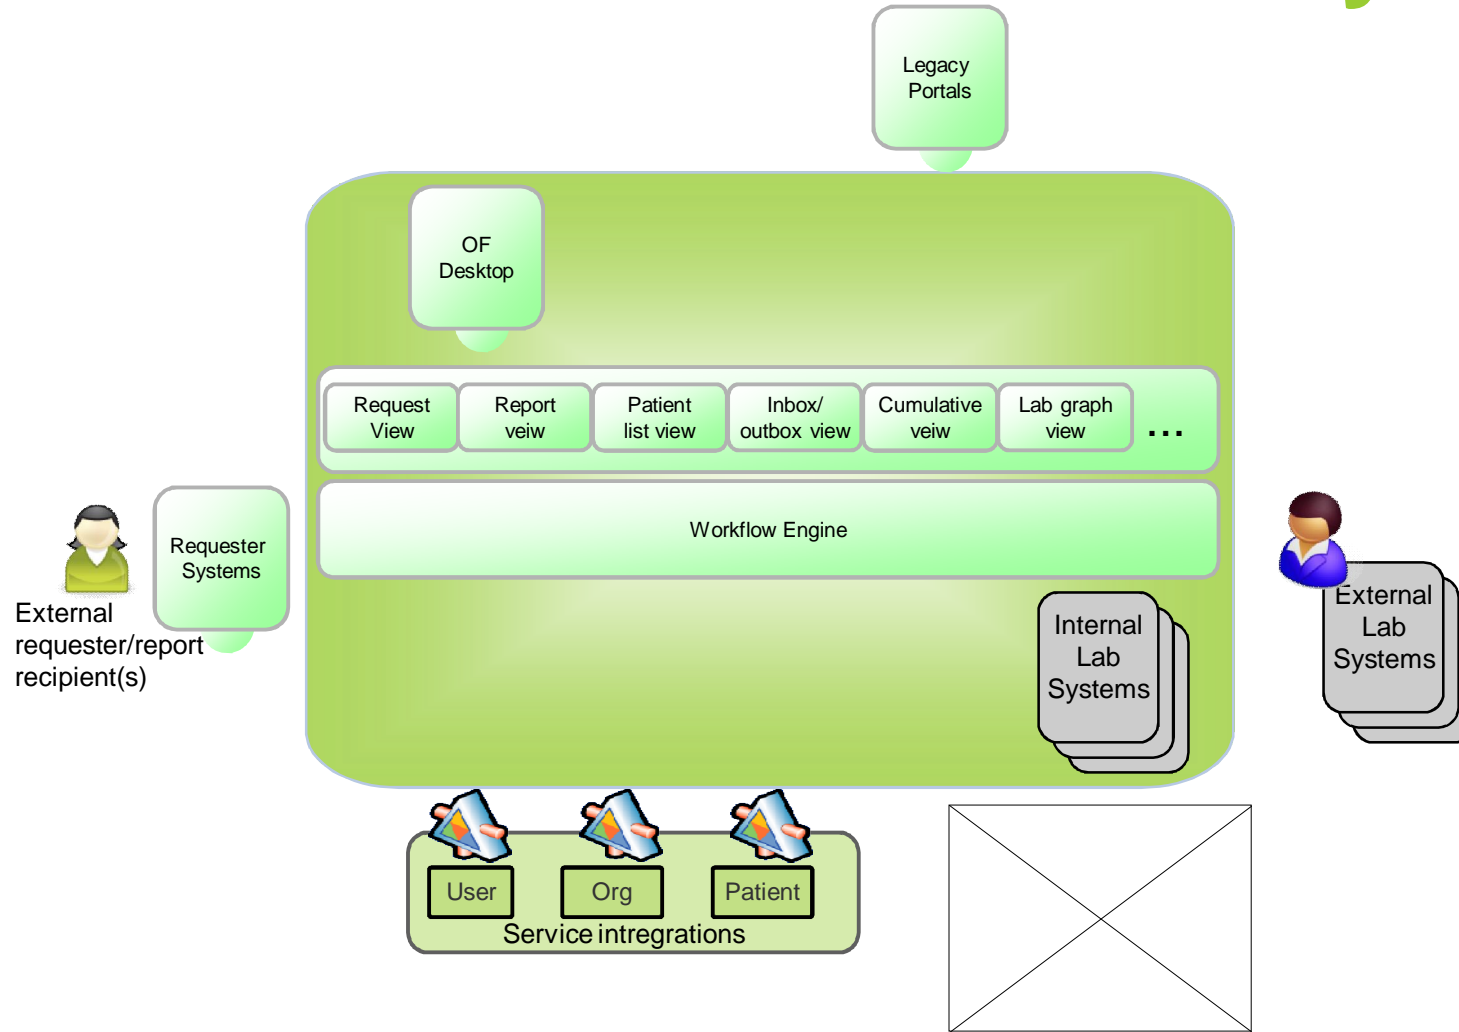 Legacy
Portals
OF
Desktop
Request
View
Report
veiw
Patient
list view
Inbox/
outbox view
Cumulative
veiw
Lab graph
view
...
Workflow Engine
Requester
Systems
External
requester/report
recipient(s)
Internal
Lab
Systems
External
Lab
Systems
User
Org
Patient
Service intregrations